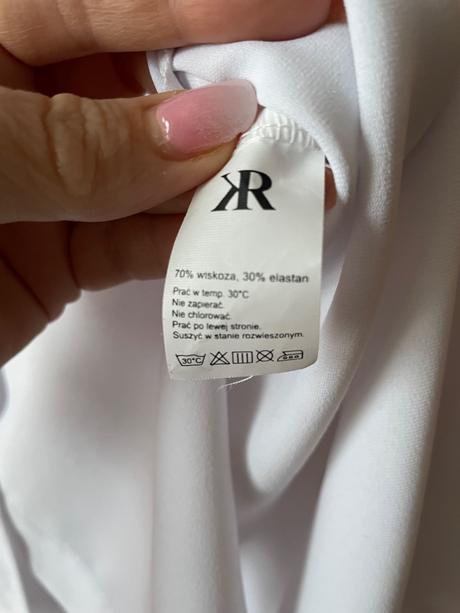 KR
70% wiskoza, 30% elastan
Prać w temp. 30°C
Nie zapierać.
Nie chlorować.
Prać po lewej stronie.
Suszyć w stanie rozwieszonym.
30°C